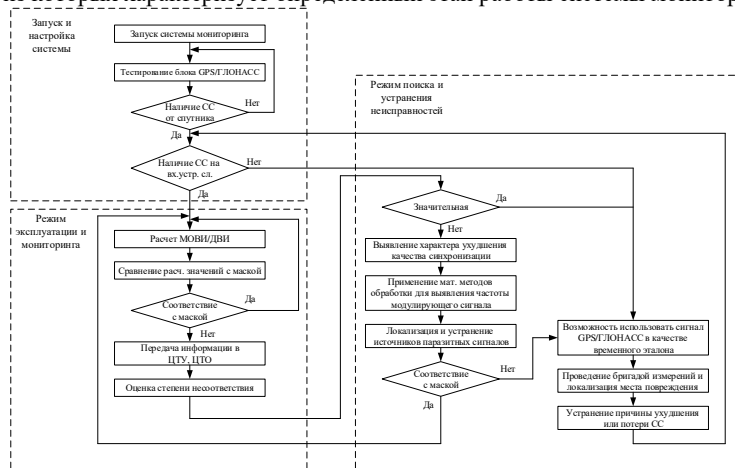 Запуск и
настройка
системы
Запуск системы мониторинга
Тестирование блока GPS/ГЛОНАСС
Наличие СС
от спутника
Нет
Да
Наличие СС на
вх.устр. сл.
Нет
Да
Режим
эксплуатации и
мониторинга
Расчет МОВИ/ДВИ
Сравнение расч. значений с маской
Соответствие
с маской
Да
Нет
Передача информации в
ЦТУ, ЦТО
Оценка степени несоответствия
Режим поиска и
устранения
неисправностей
Значительная
Да
Нет
Выявление характера ухудшения
качества синхронизации
Применение мат. методов
обработки для выявления частоты
модулирующего сигнала
Локализация и устранение
источников паразитных сигналов
Соответствие
с маской
Нет
Да
Возможность использовать сигнал
GPS/ГЛОНАСС в качестве
временного эталона
Проведение бригадой измерений и
локализация места повреждения
Устранение причины ухудшения
или потери СС